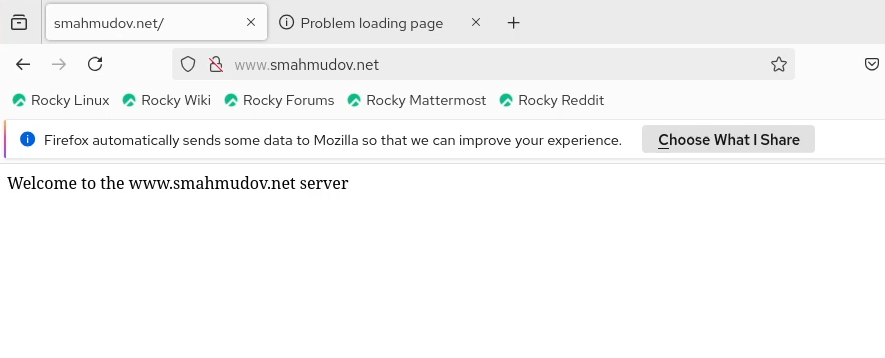 smahmudov.net/
Problem loading page
www.smahmudov.net
Rocky Linux Rocky Wiki Rocky Forums Rocky Mattermost Rocky Reddit
Firefox automatically sends some data to Mozilla so that we can improve your experience. Choose What I Share
Welcome to the www.smahmudov.net server